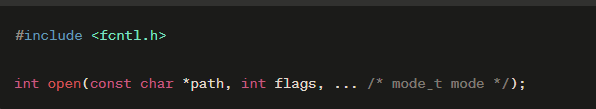 #include <fcntl.h>
int open(const char *path, int flags, ... /* mode_t mode */);